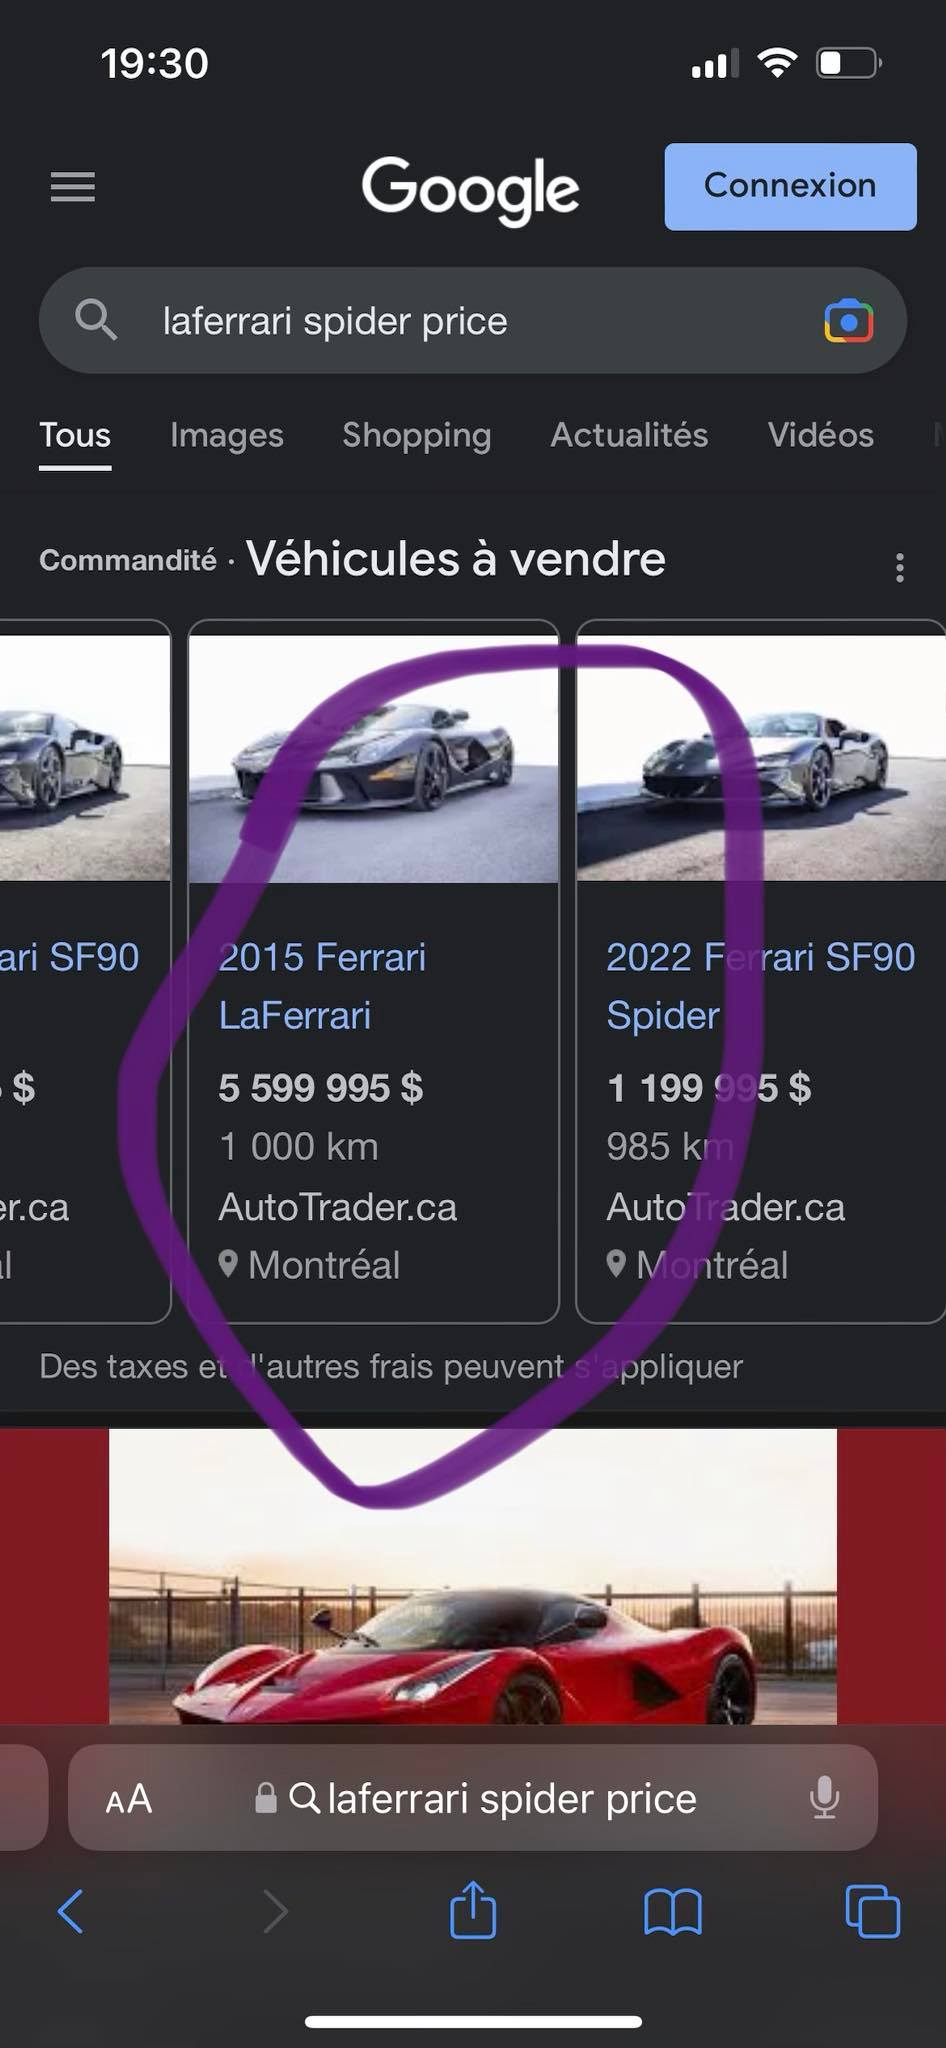 19:30
Google
Connexion
laferrari spider price
Tous Images Shopping Actualités Vidéos
Commandité · Véhicules à vendre
ari SF90
$
er.ca
2015 Ferrari
LaFerrari
5 599 995 $
1 000 km
AutoTrader.ca
Montréal
2022 Ferrari SF90
Spider
1 199 995 $
985 km
AutoTrader.ca
Montréal
Des taxes et d'autres frais peuvent s'appliquer
AA laferrari spider price